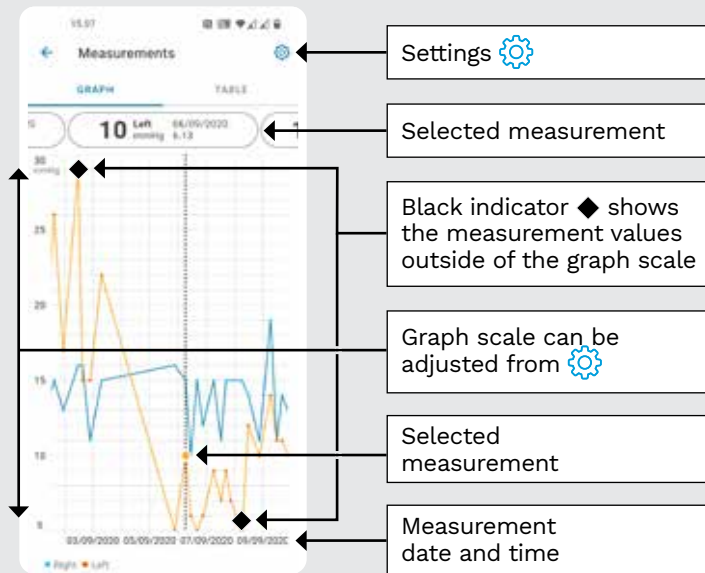 15.57
Measurements
GRAPH TABLE
10 Left 06/09/2020
mmHg 6.13
30
mmHg
25
20
15
10
5
03/09/2020 05/09/2020 07/09/2020 09/09/2020
Right Left
Settings
Selected measurement
Black indicator ◆ shows
the measurement values
outside of the graph scale
Graph scale can be
adjusted from
Selected
measurement
Measurement
date and time